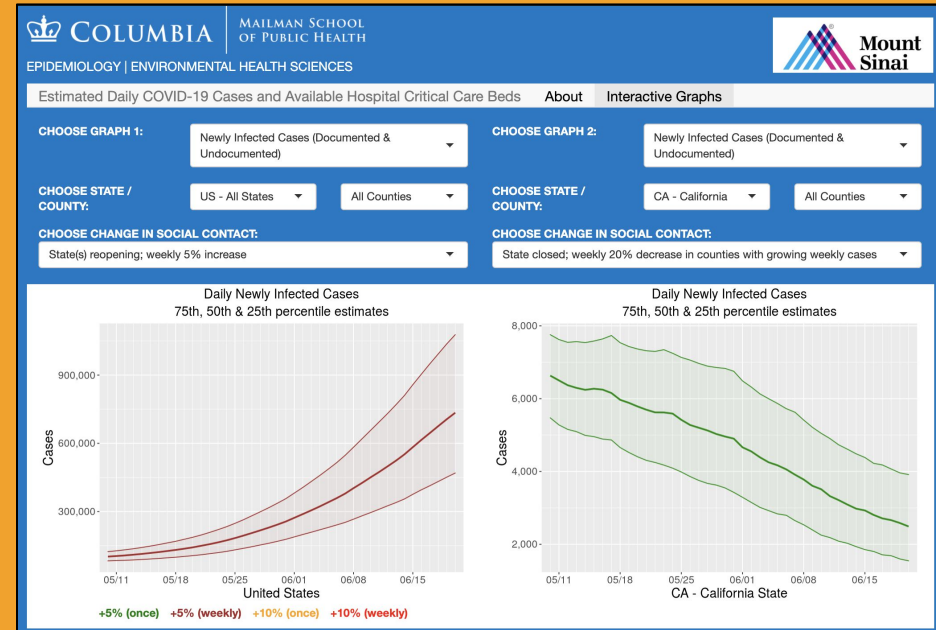 COLUMBIA
MAILMAN SCHOOL
OF PUBLIC HEALTH
EPIDEMIOLOGY | ENVIRONMENTAL HEALTH SCIENCES
Mount
Sinai
Estimated Daily COVID-19 Cases and Available Hospital Critical Care Beds About Interactive Graphs
CHOOSE GRAPH 1:
Newly Infected Cases (Documented &
Undocumented)
CHOOSE STATE /
COUNTY:
US - All States
All Counties
CHOOSE CHANGE IN SOCIAL CONTACT:
State(s) reopening; weekly 5% increase
CHOOSE GRAPH 2:
Newly Infected Cases (Documented &
Undocumented)
CHOOSE STATE /
COUNTY:
CA - California
All Counties
CHOOSE CHANGE IN SOCIAL CONTACT:
State closed; weekly 20% decrease in counties with growing weekly cases
Daily Newly Infected Cases
75th, 50th & 25th percentile estimates
Cases
900,000
600,000
300,000
05/11 05/18 05/25 06/01 06/08 06/15
United States
+5% (once) +5% (weekly) +10% (once) +10% (weekly)
Daily Newly Infected Cases
75th, 50th & 25th percentile estimates
Cases
8,000
6,000
4,000
2,000
05/11 05/18 05/25 06/01 06/08 06/15
CA - California State